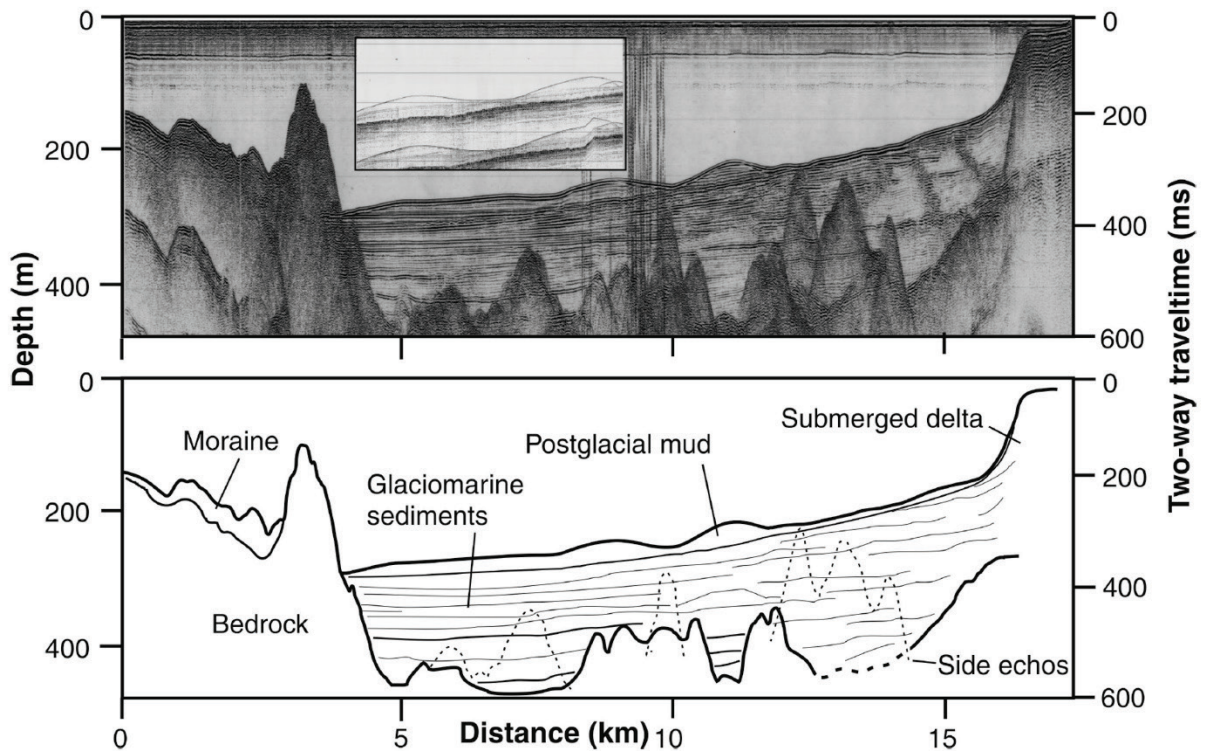 0
200
400
0
200
400
600
Depth (m)
Two-way traveltime (ms)
0
5
10
15
0
200
400
0
200
400
600
Moraine
Glaciomarine
sediments
Postglacial mud
Submerged delta
Bedrock
Side echos
0
5
Distance (km)
10
15